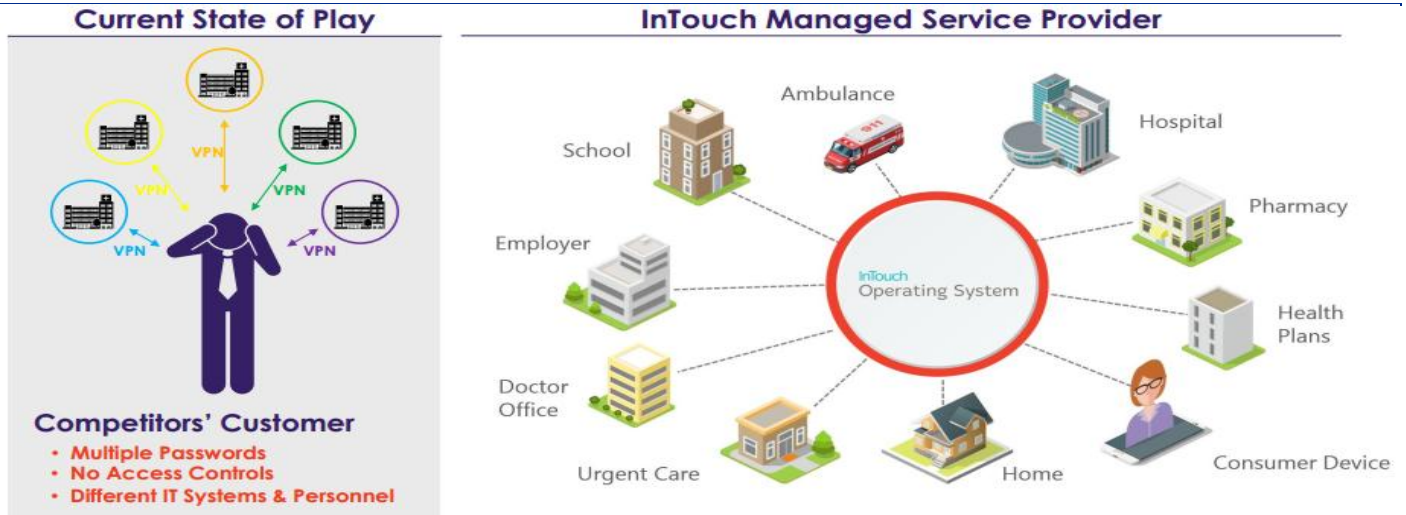 Current State of Play
VPN
VPN
VPN
VPN
VPN
Competitors' Customer
• Multiple Passwords
• No Access Controls
• Different IT Systems & Personnel
InTouch Managed Service Provider
Ambulance
911
Hospital
School
Pharmacy
Employer
InTouch
Operating System
Health
Plans
Doctor
Office
Urgent Care
Home
Consumer Device